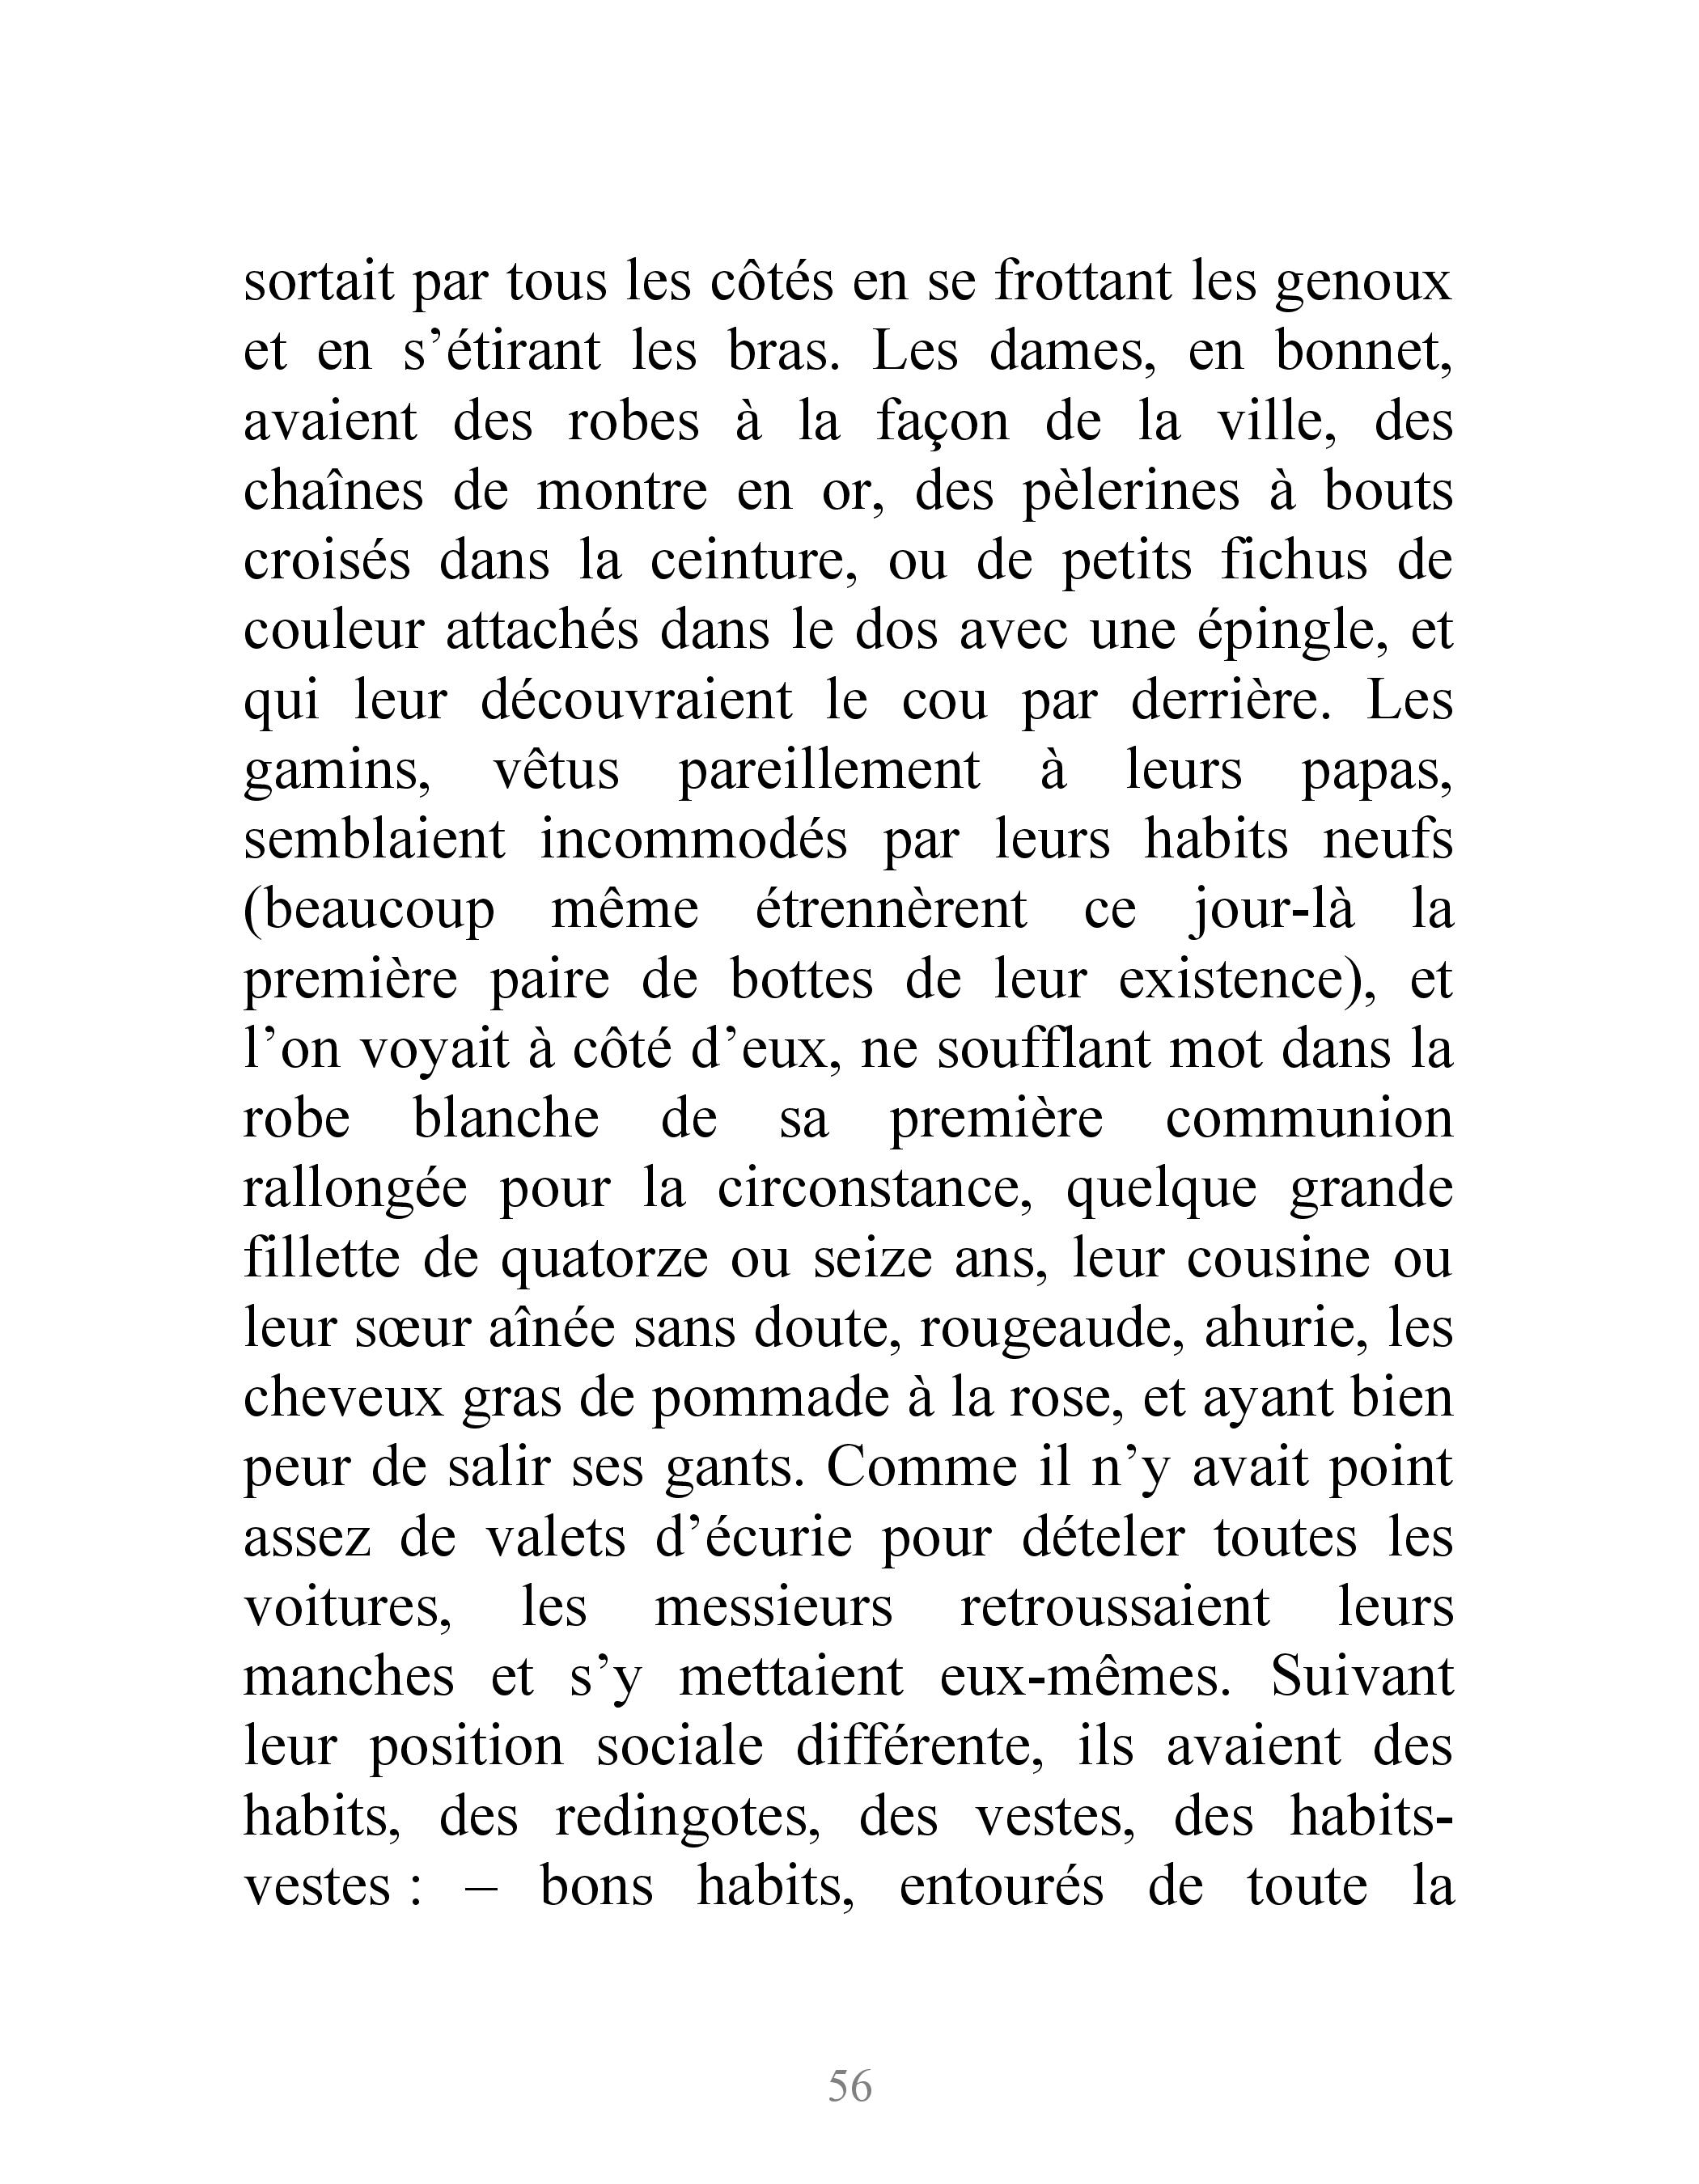 sortait par tous les côtés en se frottant les genoux
et en s’étirant les bras. Les dames, en bonnet,
avaient des robes à la façon de la ville, des
chaînes de montre en or, des pèlerines à bouts
croisés dans la ceinture, ou de petits fichus de
couleur attachés dans le dos avec une épingle, et
qui leur découvraient le cou par derrière. Les
gamins, vêtus pareillement à leurs papas,
semblaient incommodés par leurs habits neufs
(beaucoup même étrennèrent ce jour-là la
première paire de bottes de leur existence), et
l’on voyait à côté d’eux, ne soufflant mot dans la
robe blanche de sa première communion
rallongée pour la circonstance, quelque grande
fillette de quatorze ou seize ans, leur cousine ou
leur sœur aînée sans doute, rougeaude, ahurie, les
cheveux gras de pommade à la rose, et ayant bien
peur de salir ses gants. Comme il n’y avait point
assez de valets d’écurie pour dételer toutes les
voitures, les messieurs retroussaient leurs
manches et s’y mettaient eux-mêmes. Suivant
leur position sociale différente, ils avaient des
habits, des redingotes, des vestes, des habits-
vestes : – bons habits, entourés de toute la
56